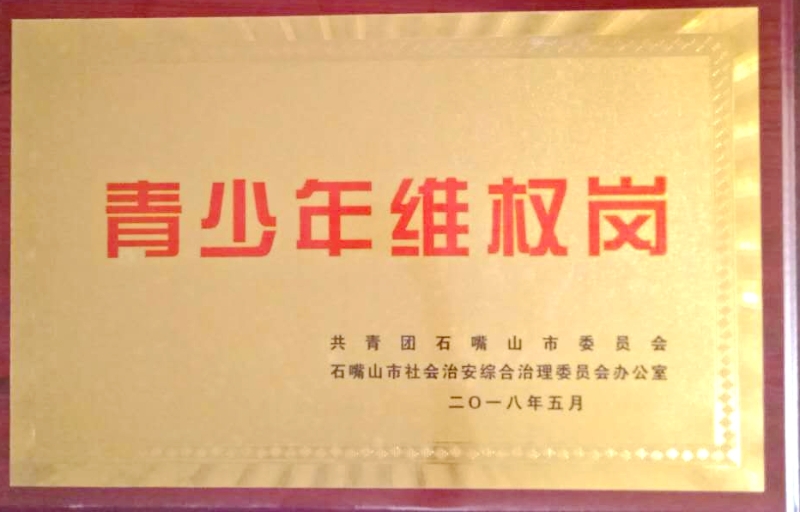 青少年维权岗
共青团石嘴山市委员会
石嘴山市社会治安综合治理委员会办公室
二〇一八年五月